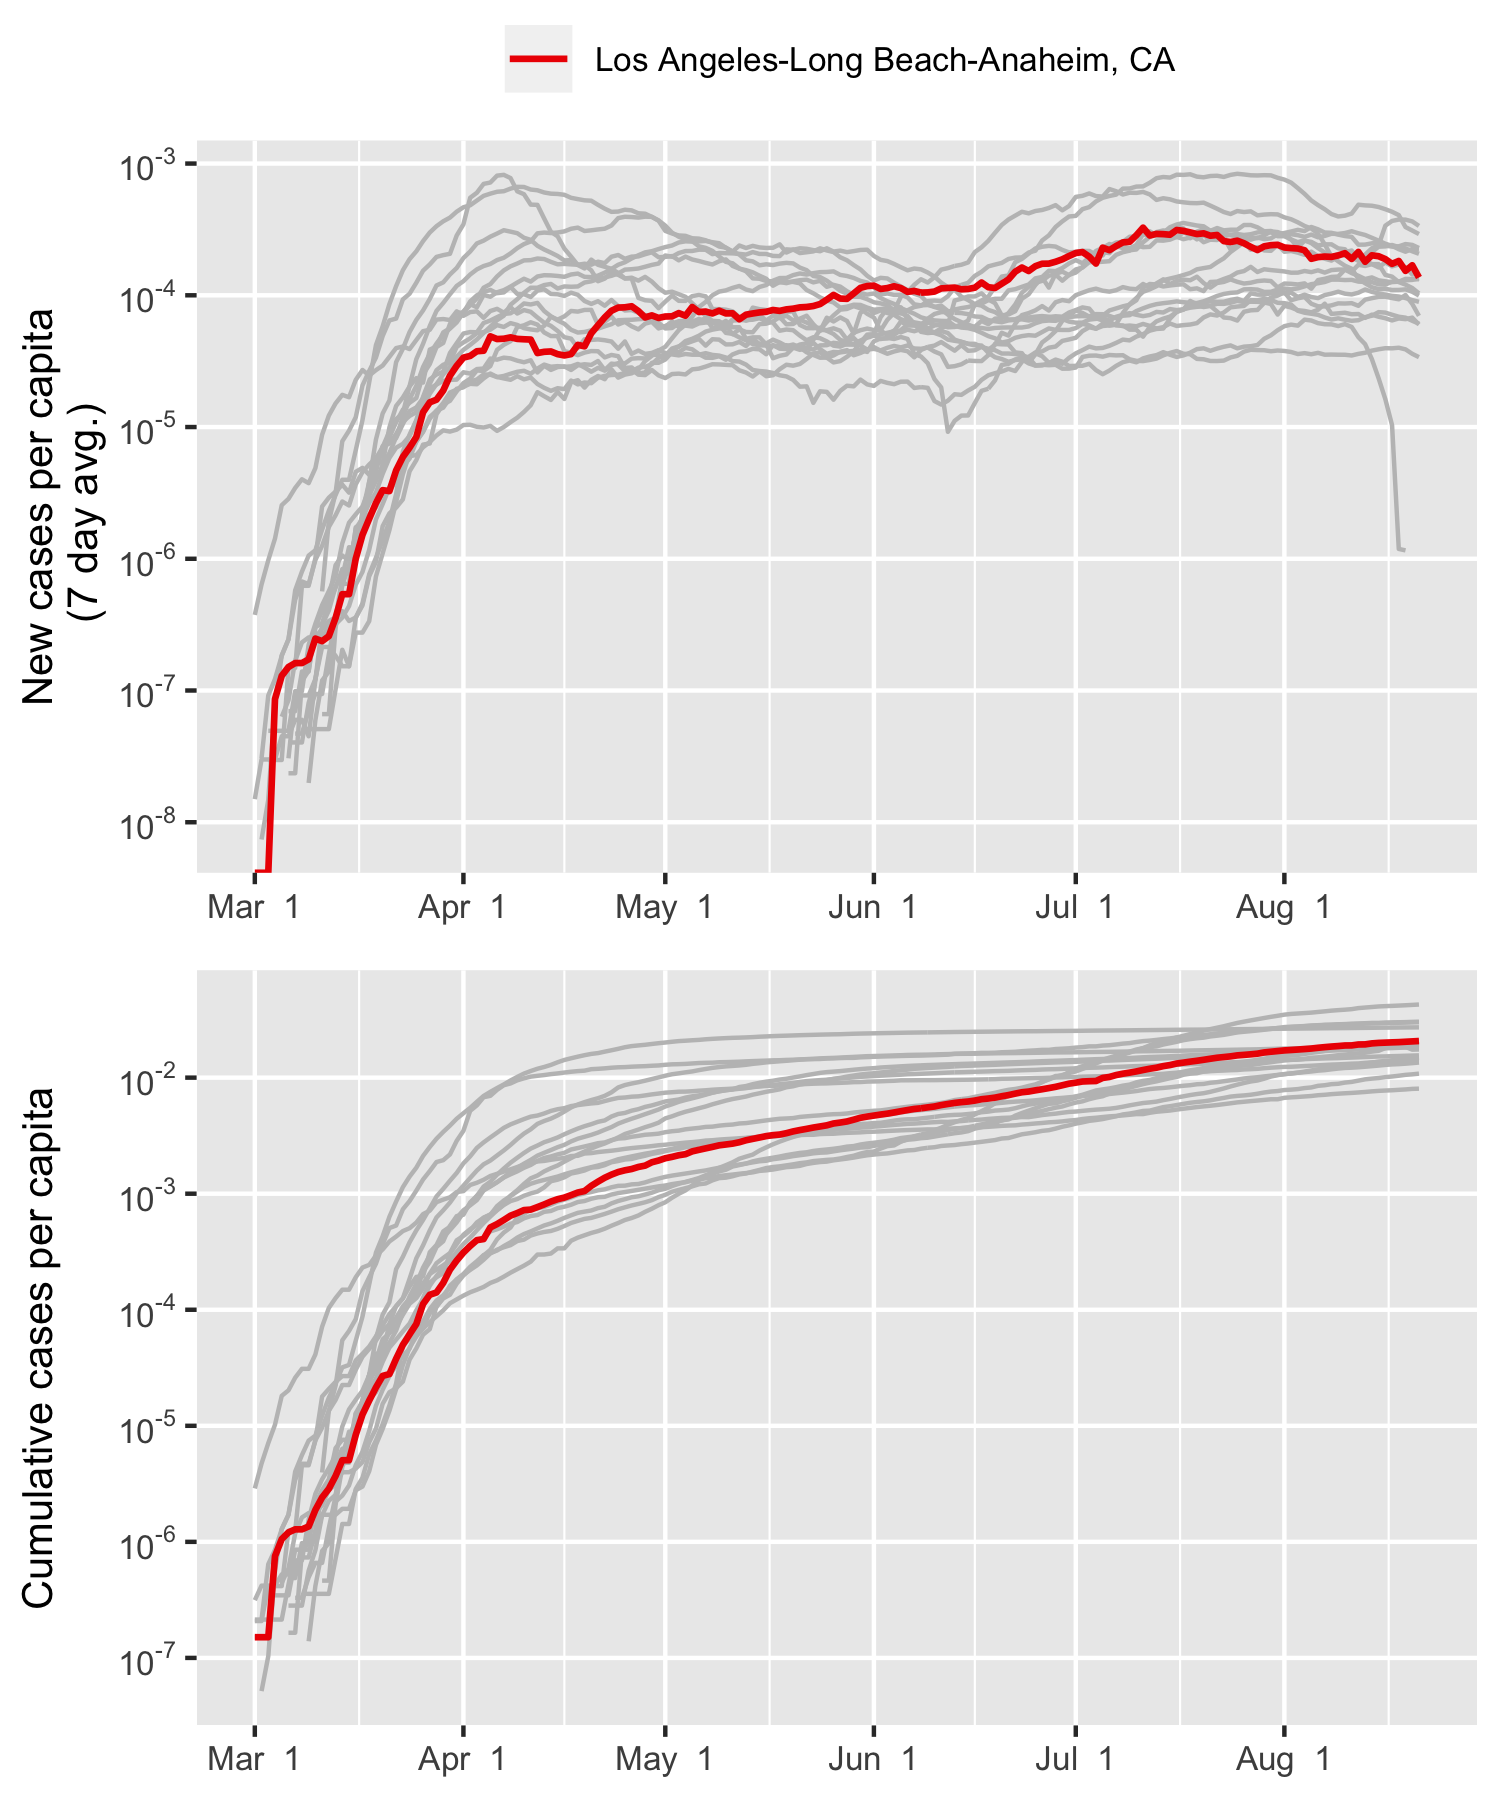 Los Angeles-Long Beach-Anaheim, CA
New cases per capita
(7 day avg.)
10-3
10-4
10-5
10-6
10-7
10-8
Mar 1 Apr 1 May 1 Jun 1 Jul 1 Aug 1
Cumulative cases per capita
10-2
10-3
10-4
10-5
10-6
10-7
Mar 1 Apr 1 May 1 Jun 1 Jul 1 Aug 1